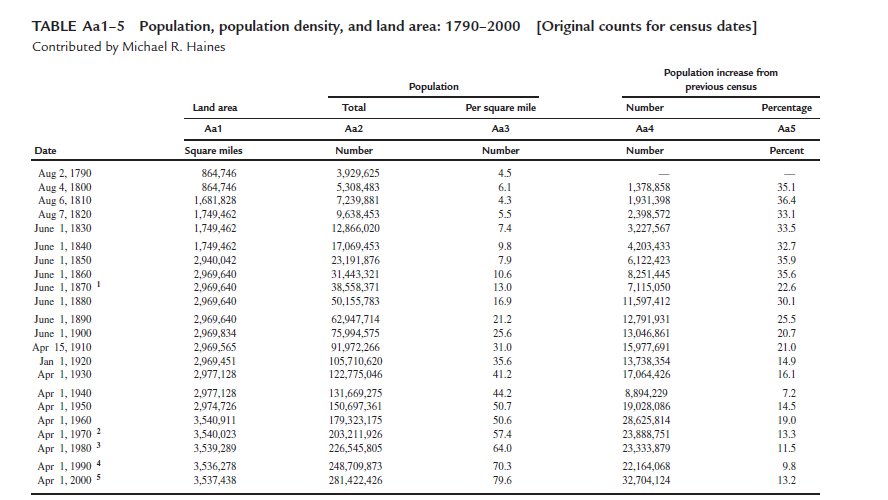 TABLE Aa1–5 Population, population density, and land area: 1790–2000 [Original counts for census dates]
Contributed by Michael R. Haines
Population increase from
Population previous census
Land area Total Per square mile Number Percentage
Aa1 Aa2 Aa3 Aa4 Aa5
Date Square miles Number Number Number Percent
Aug 2, 1790 864,746 3,929,625 4.5 — —
Aug 4, 1800 864,746 5,308,483 6.1 1,378,858 35.1
Aug 6, 1810 1,681,828 7,239,881 4.3 1,931,398 36.4
Aug 7, 1820 1,749,462 9,638,453 5.5 2,398,572 33.1
June 1, 1830 1,749,462 12,866,020 7.4 3,227,567 33.5
June 1, 1840 1,749,462 17,069,453 9.8 4,203,433 32.7
June 1, 1850 2,940,042 23,191,876 7.9 6,122,423 35.9
June 1, 1860 2,969,640 31,443,321 10.6 8,251,445 35.6
June 1, 1870 1 2,969,640 38,558,371 13.0 7,115,050 22.6
June 1, 1880 2,969,640 50,155,783 16.9 11,597,412 30.1
June 1, 1890 2,969,640 62,947,714 21.2 12,791,931 25.5
June 1, 1900 2,969,834 75,994,575 25.6 13,046,861 20.7
Apr 15, 1910 2,969,565 91,972,266 31.0 15,977,691 21.0
Jan 1, 1920 2,969,451 105,710,620 35.6 13,738,354 14.9
Apr 1, 1930 2,977,128 122,775,046 41.2 17,064,426 16.1
Apr 1, 1940 2,977,128 131,669,275 44.2 8,894,229 7.2
Apr 1, 1950 2,974,726 150,697,361 50.7 19,028,086 14.5
Apr 1, 1960 3,540,911 179,323,175 50.6 28,625,814 19.0
Apr 1, 1970 2 3,540,023 203,211,926 57.4 23,888,751 13.3
Apr 1, 1980 3 3,539,289 226,545,805 64.0 23,333,879 11.5
Apr 1, 1990 4 3,536,278 248,709,873 70.3 22,164,068 9.8
Apr 1, 2000 5 3,537,438 281,422,426 79.6 32,704,124 13.2